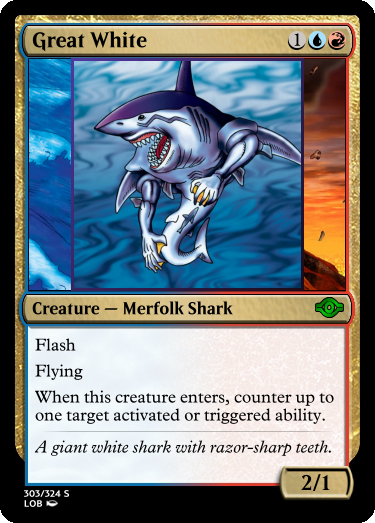 Great White 1
Creature — Merfolk Shark
Flash
Flying
When this creature enters, counter up to
one target activated or triggered ability.
A giant white shark with razor-sharp teeth.
2/1
303/324 S
LOB